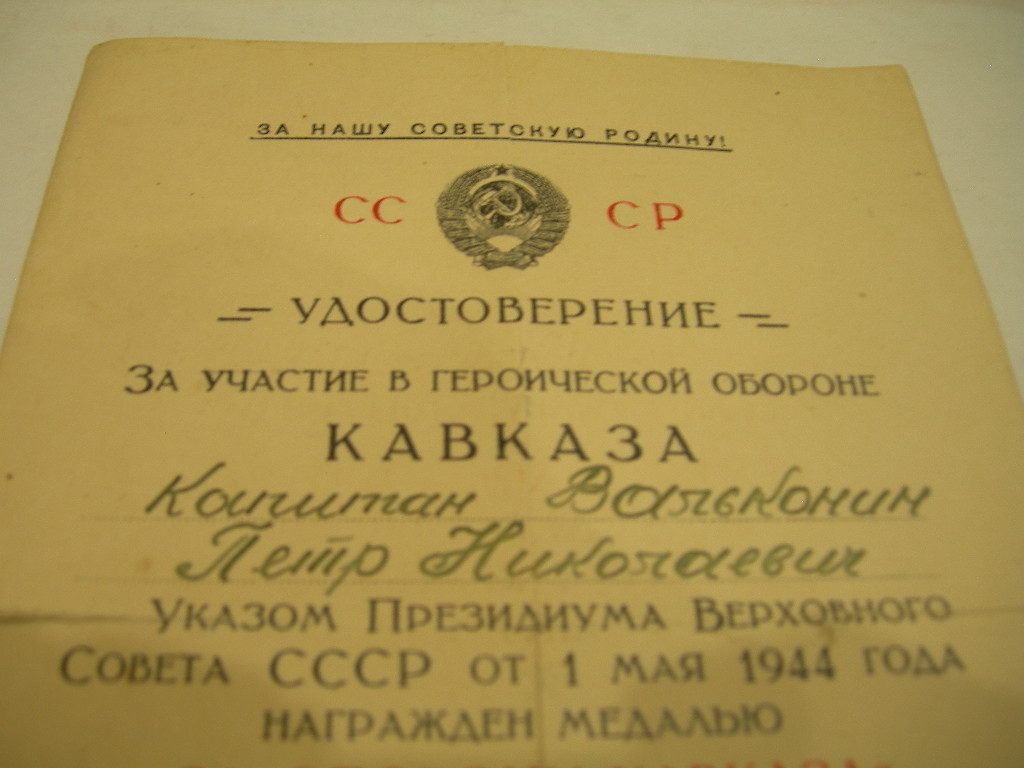 ЗА НАШУ СОВЕТСКУЮ РОДИНУ!
СС СР
УДОСТОВЕРЕНИЕ
ЗА УЧАСТИЕ В ГЕРОИЧЕСКОЙ ОБОРОНЕ
КАВКАЗА
Капитан Вальконин
Петр Николаевич
УКАЗОМ ПРЕЗИДИУМА ВЕРХОВНОГО
СОВЕТА СССР ОТ 1 МАЯ 1944 ГОДА
НАГРАЖДЕН МЕДАЛЬЮ